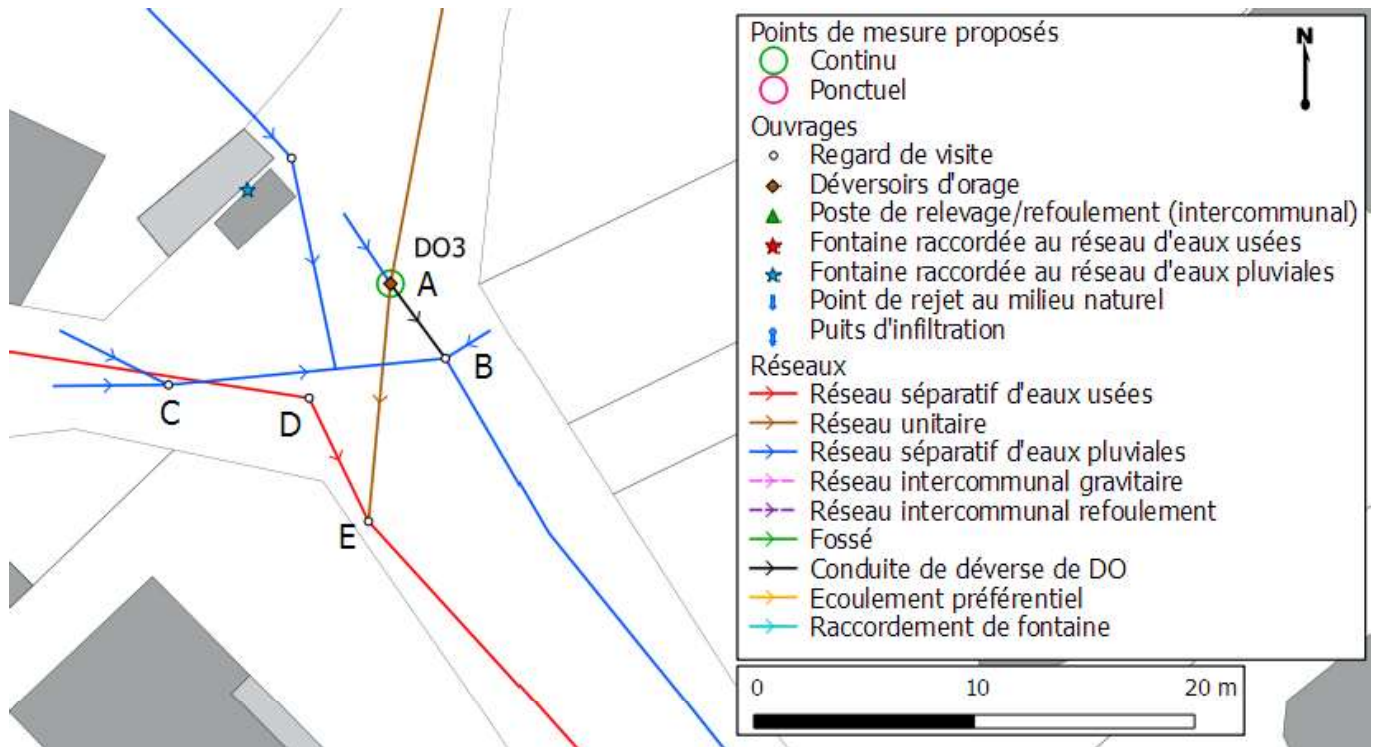 DO3
A
B
C
D
E
Points de mesure proposés
Continu
Ponctuel
Ouvrages
Regard de visite
Déversoirs d'orage
Poste de relevage/refoulement (intercommunal)
Fontaine raccordée au réseau d'eaux usées
Fontaine raccordée au réseau d'eaux pluviales
Point de rejet au milieu naturel
Puits d'infiltration
Réseaux
Réseau séparatif d'eaux usées
Réseau unitaire
Réseau séparatif d'eaux pluviales
Réseau intercommunal gravitaire
Réseau intercommunal refoulement
Fossé
Conduite de déverse de DO
Ecoulement préférentiel
Raccordement de fontaine
N
0 10 20 m